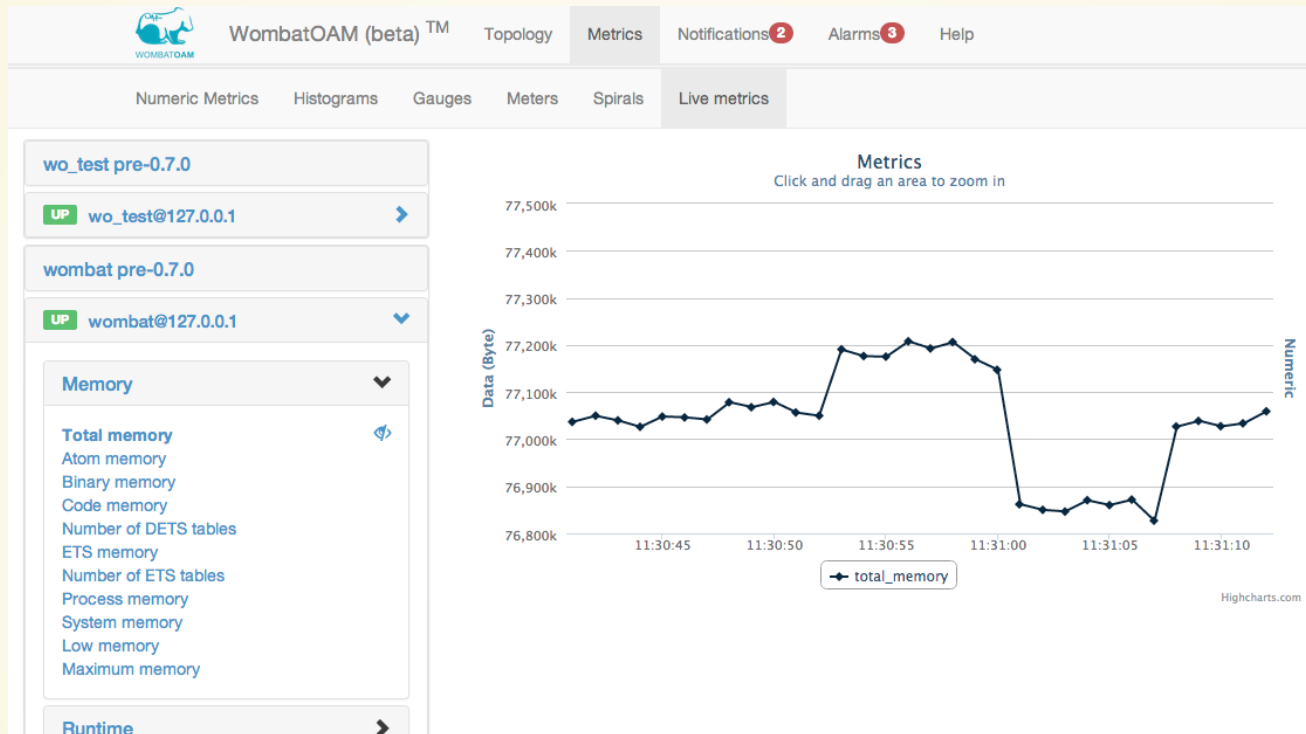 WOMBATOAM
WombatOAM (beta) TM Topology Metrics Notifications 2 Alarms 3 Help
Numeric Metrics Histograms Gauges Meters Spirals Live metrics
wo_test pre-0.7.0
UP wo_test@127.0.0.1
wombat pre-0.7.0
UP wombat@127.0.0.1
Memory
Total memory
Atom memory
Binary memory
Code memory
Number of DETS tables
ETS memory
Number of ETS tables
Process memory
System memory
Low memory
Maximum memory
Runtime
Metrics
Click and drag an area to zoom in
Data (Byte)
77,500k
77,400k
77,300k
77,200k
77,100k
77,000k
76,900k
76,800k
11:30:45 11:30:50 11:30:55 11:31:00 11:31:05 11:31:10
Numeric
total_memory
Highcharts.com